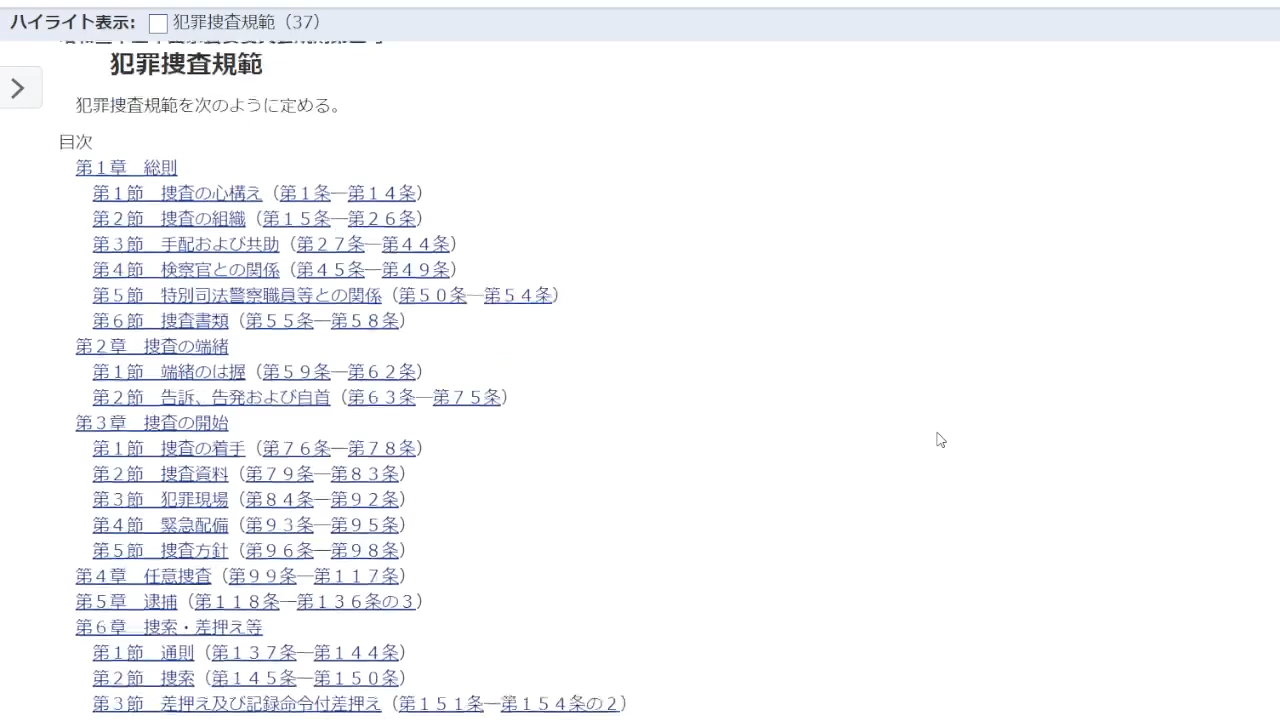 ハイライト表示: 犯罪捜査規範（37）
犯罪捜査規範
犯罪捜査規範を次のように定める。
目次
第１章　総則
第１節　捜査の心構え（第１条―第１４条）
第２節　捜査の組織（第１５条―第２６条）
第３節　手配および共助（第２７条―第４４条）
第４節　検察官との関係（第４５条―第４９条）
第５節　特別司法警察職員等との関係（第５０条―第５４条）
第６節　捜査書類（第５５条―第５８条）
第２章　捜査の端緒
第１節　端緒のは握（第５９条―第６２条）
第２節　告訴、告発および自首（第６３条―第７５条）
第３章　捜査の開始
第１節　捜査の着手（第７６条―第７８条）
第２節　捜査資料（第７９条―第８３条）
第３節　犯罪現場（第８４条―第９２条）
第４節　緊急配備（第９３条―第９５条）
第５節　捜査方針（第９６条―第９８条）
第４章　任意捜査（第９９条―第１１７条）
第５章　逮捕（第１１８条―第１３６条の３）
第６章　捜索・差押え等
第１節　通則（第１３７条―第１４４条）
第２節　捜索（第１４５条―第１５０条）
第３節　差押え及び記録命令付差押え（第１５１条―第１５４条の２）